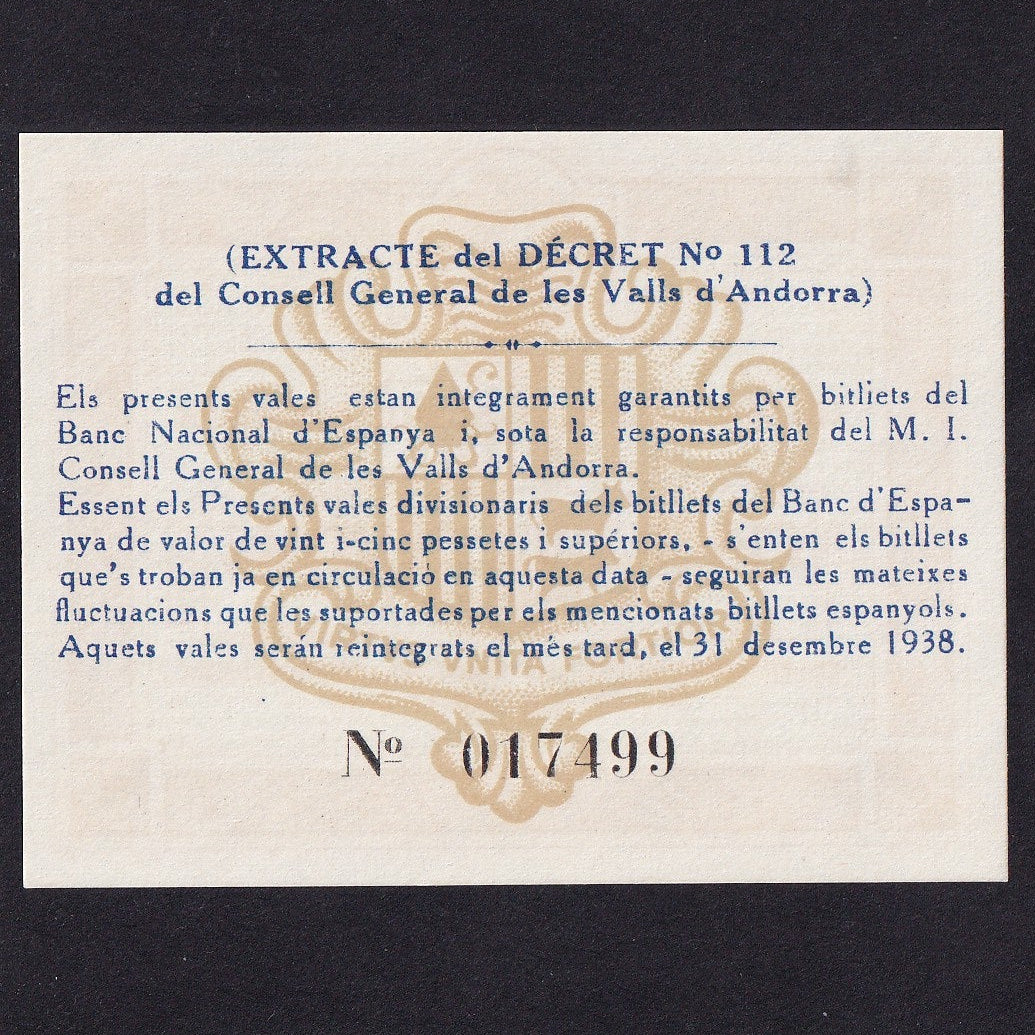 (EXTRACTE del DÉCRET Nº 112
del Consell General de les Valls d'Andorra)
Els presents vales estan integrament garantits per bitllets del
Banc Nacional d'Espanya i, sota la responsabilitat del M. I.
Consell General de les Valls d'Andorra.
Essent els Presents vales divisionaris dels bitllets del Banc d'Espa-
nya de valor de vint i-cinc pessetes i supériors, - s'enten els bitllets
que's troban ja en circulació en aquesta data - seguiran les mateixes
fluctuacions que les suportades per els mencionats bitllets espanyols.
Aquets vales serán reintegrats el més tard, el 31 desembre 1938.
VIRTVS VNITA FORTIOR
Nº 017499